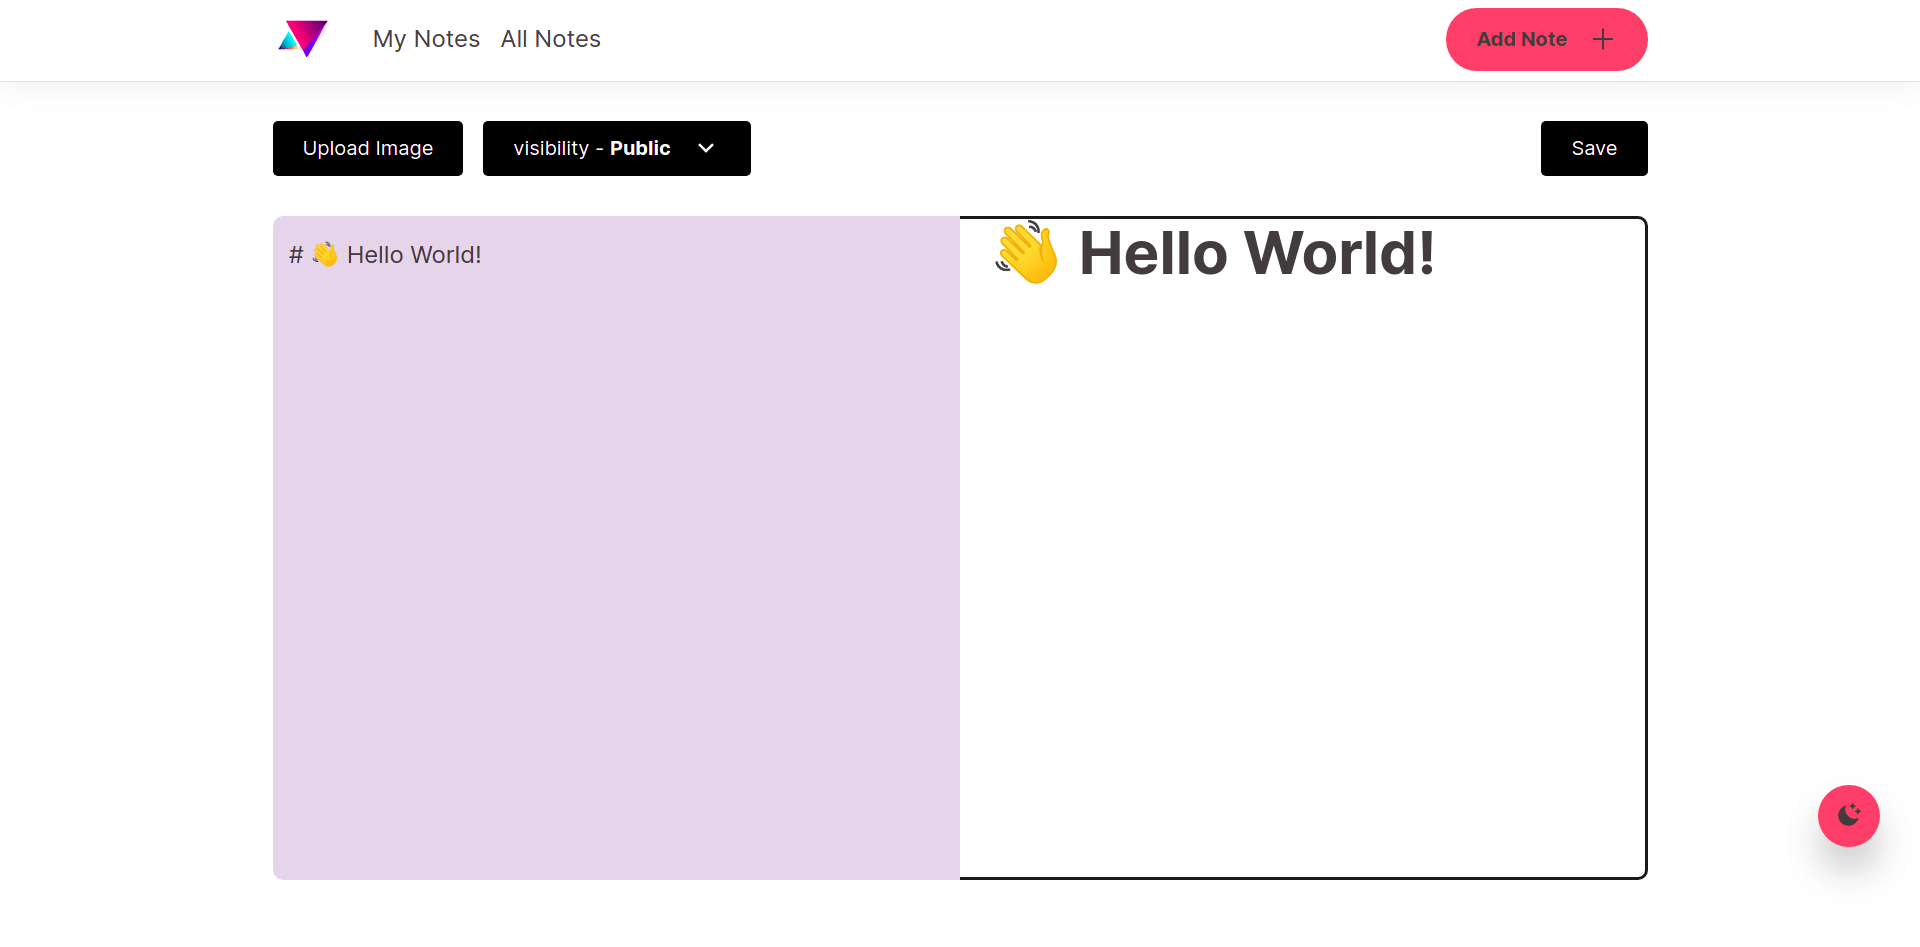 My Notes All Notes Add Note
Upload Image visibility - Public Save
# 👋 Hello World!
👋 Hello World!